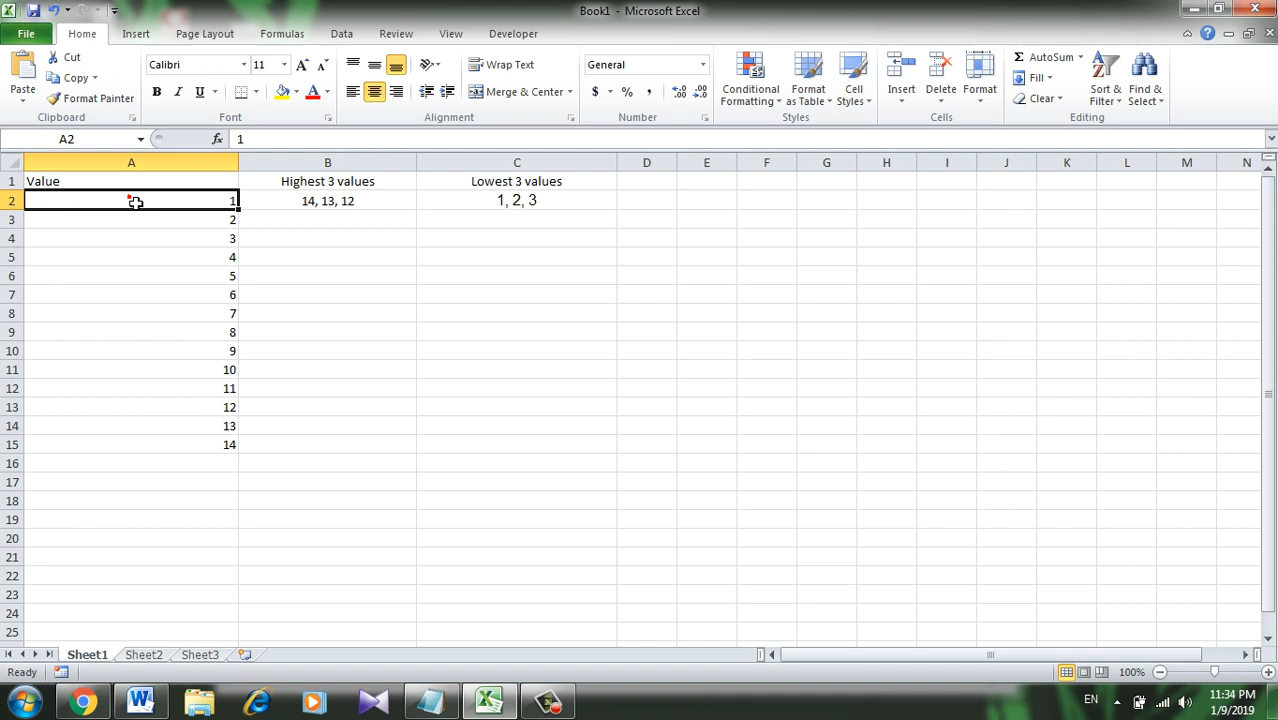 Book1 - Microsoft Excel
File Home Insert Page Layout Formulas Data Review View Developer
Paste
Cut
Copy
Format Painter
Clipboard
Calibri 11
B I U
Font
Wrap Text
Merge & Center
Alignment
General
$ % ,
Number
Conditional Formatting
Format as Table
Cell Styles
Styles
Insert
Delete
Format
Cells
Σ AutoSum
Fill
Clear
Sort & Filter
Find & Select
Editing
A2 fx 1
A B C D E F G H I J K L M N
1 Value Highest 3 values Lowest 3 values
2 1 14, 13, 12 1, 2, 3
3 2
4 3
5 4
6 5
7 6
8 7
9 8
10 9
11 10
12 11
13 12
14 13
15 14
16
17
18
19
20
21
22
23
24
25
Sheet1 Sheet2 Sheet3
Ready 100%
EN 11:34 PM
1/9/2019